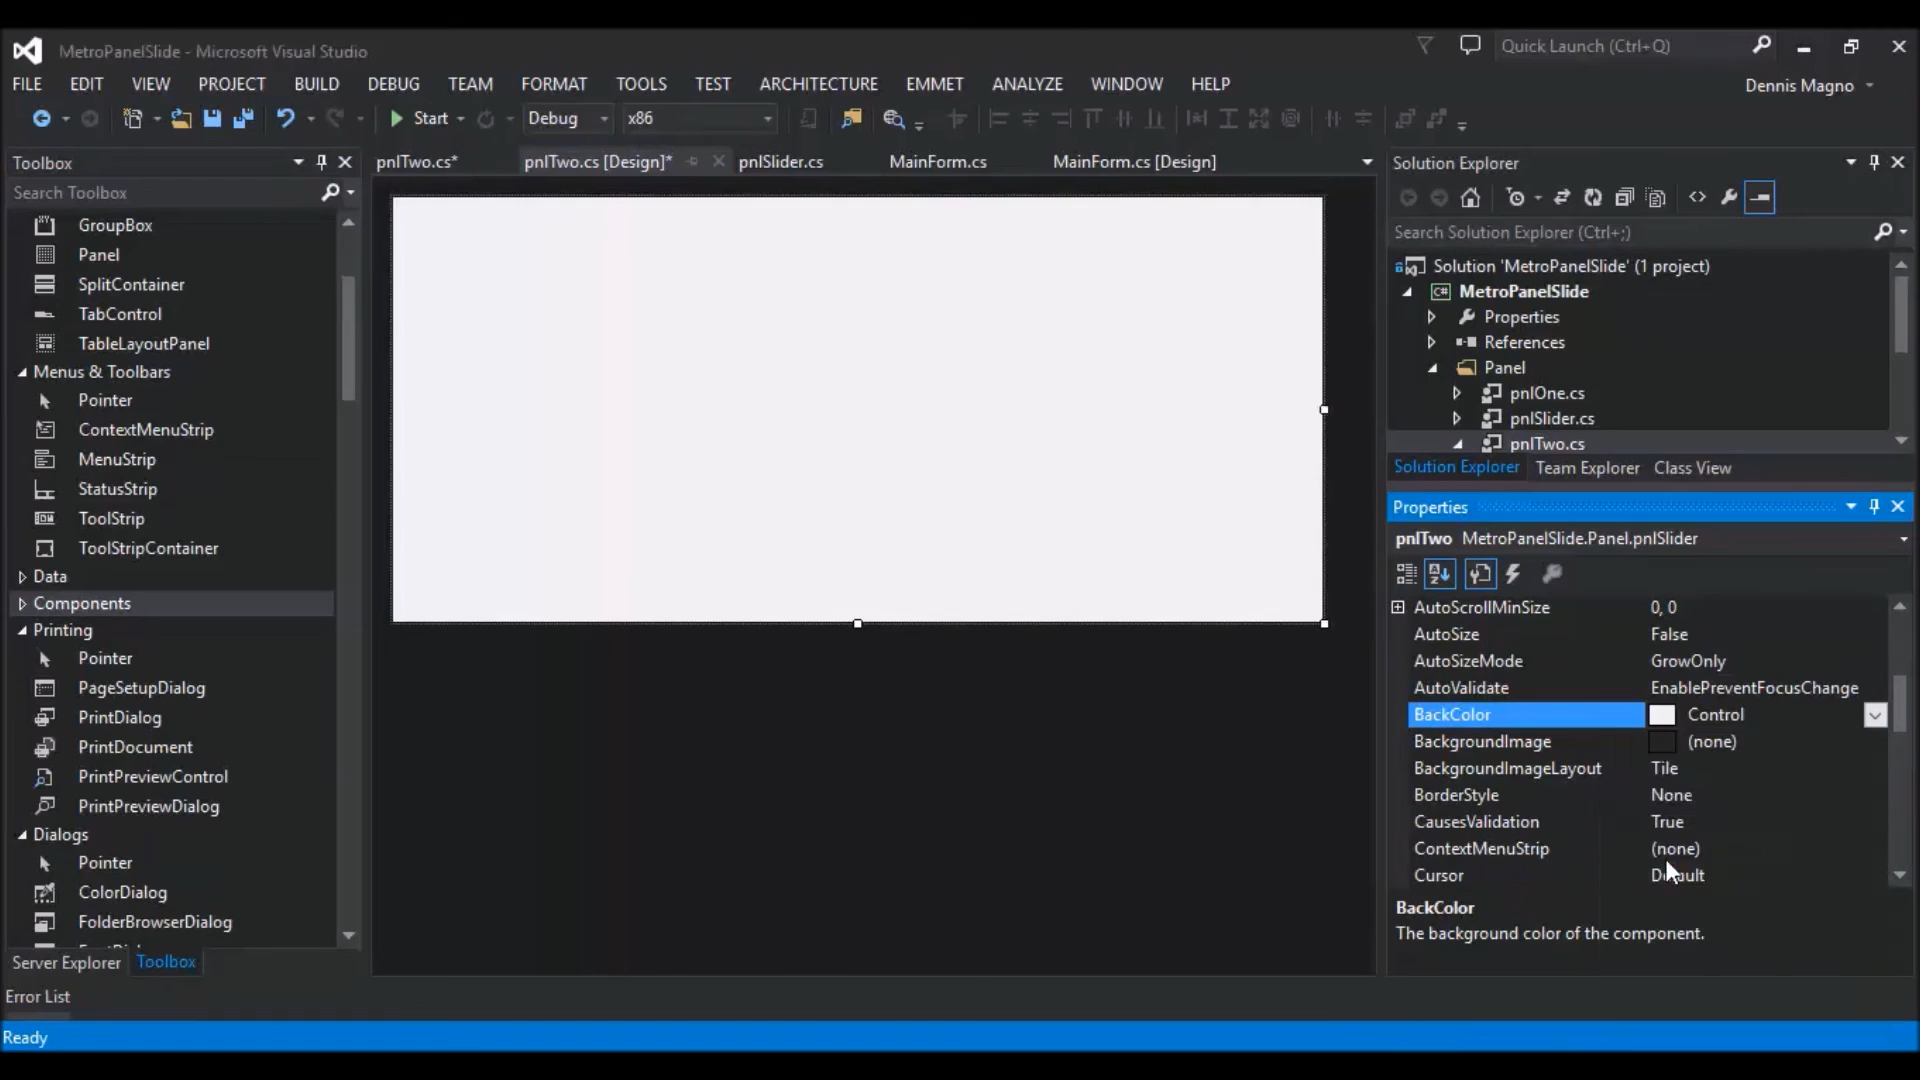 MetroPanelSlide - Microsoft Visual Studio
Quick Launch (Ctrl+Q)
FILE EDIT VIEW PROJECT BUILD DEBUG TEAM FORMAT TOOLS TEST ARCHITECTURE EMMET ANALYZE WINDOW HELP
Dennis Magno
Start Debug x86
Toolbox
Search Toolbox
GroupBox
Panel
SplitContainer
TabControl
TableLayoutPanel
Menus & Toolbars
Pointer
ContextMenuStrip
MenuStrip
StatusStrip
ToolStrip
ToolStripContainer
Data
Components
Printing
Pointer
PageSetupDialog
PrintDialog
PrintDocument
PrintPreviewControl
PrintPreviewDialog
Dialogs
Pointer
ColorDialog
FolderBrowserDialog
Server Explorer Toolbox
pnlTwo.cs* pnlTwo.cs [Design]* pnlSlider.cs MainForm.cs MainForm.cs [Design]
Solution Explorer
Search Solution Explorer (Ctrl+;)
Solution 'MetroPanelSlide' (1 project)
MetroPanelSlide
Properties
References
Panel
pnlOne.cs
pnlSlider.cs
pnlTwo.cs
Solution Explorer Team Explorer Class View
Properties
pnlTwo MetroPanelSlide.Panel.pnlSlider
AutoScrollMinSize 0, 0
AutoSize False
AutoSizeMode GrowOnly
AutoValidate EnablePreventFocusChange
BackColor Control
BackgroundImage (none)
BackgroundImageLayout Tile
BorderStyle None
CausesValidation True
ContextMenuStrip (none)
Cursor Default
BackColor
The background color of the component.
Error List
Ready